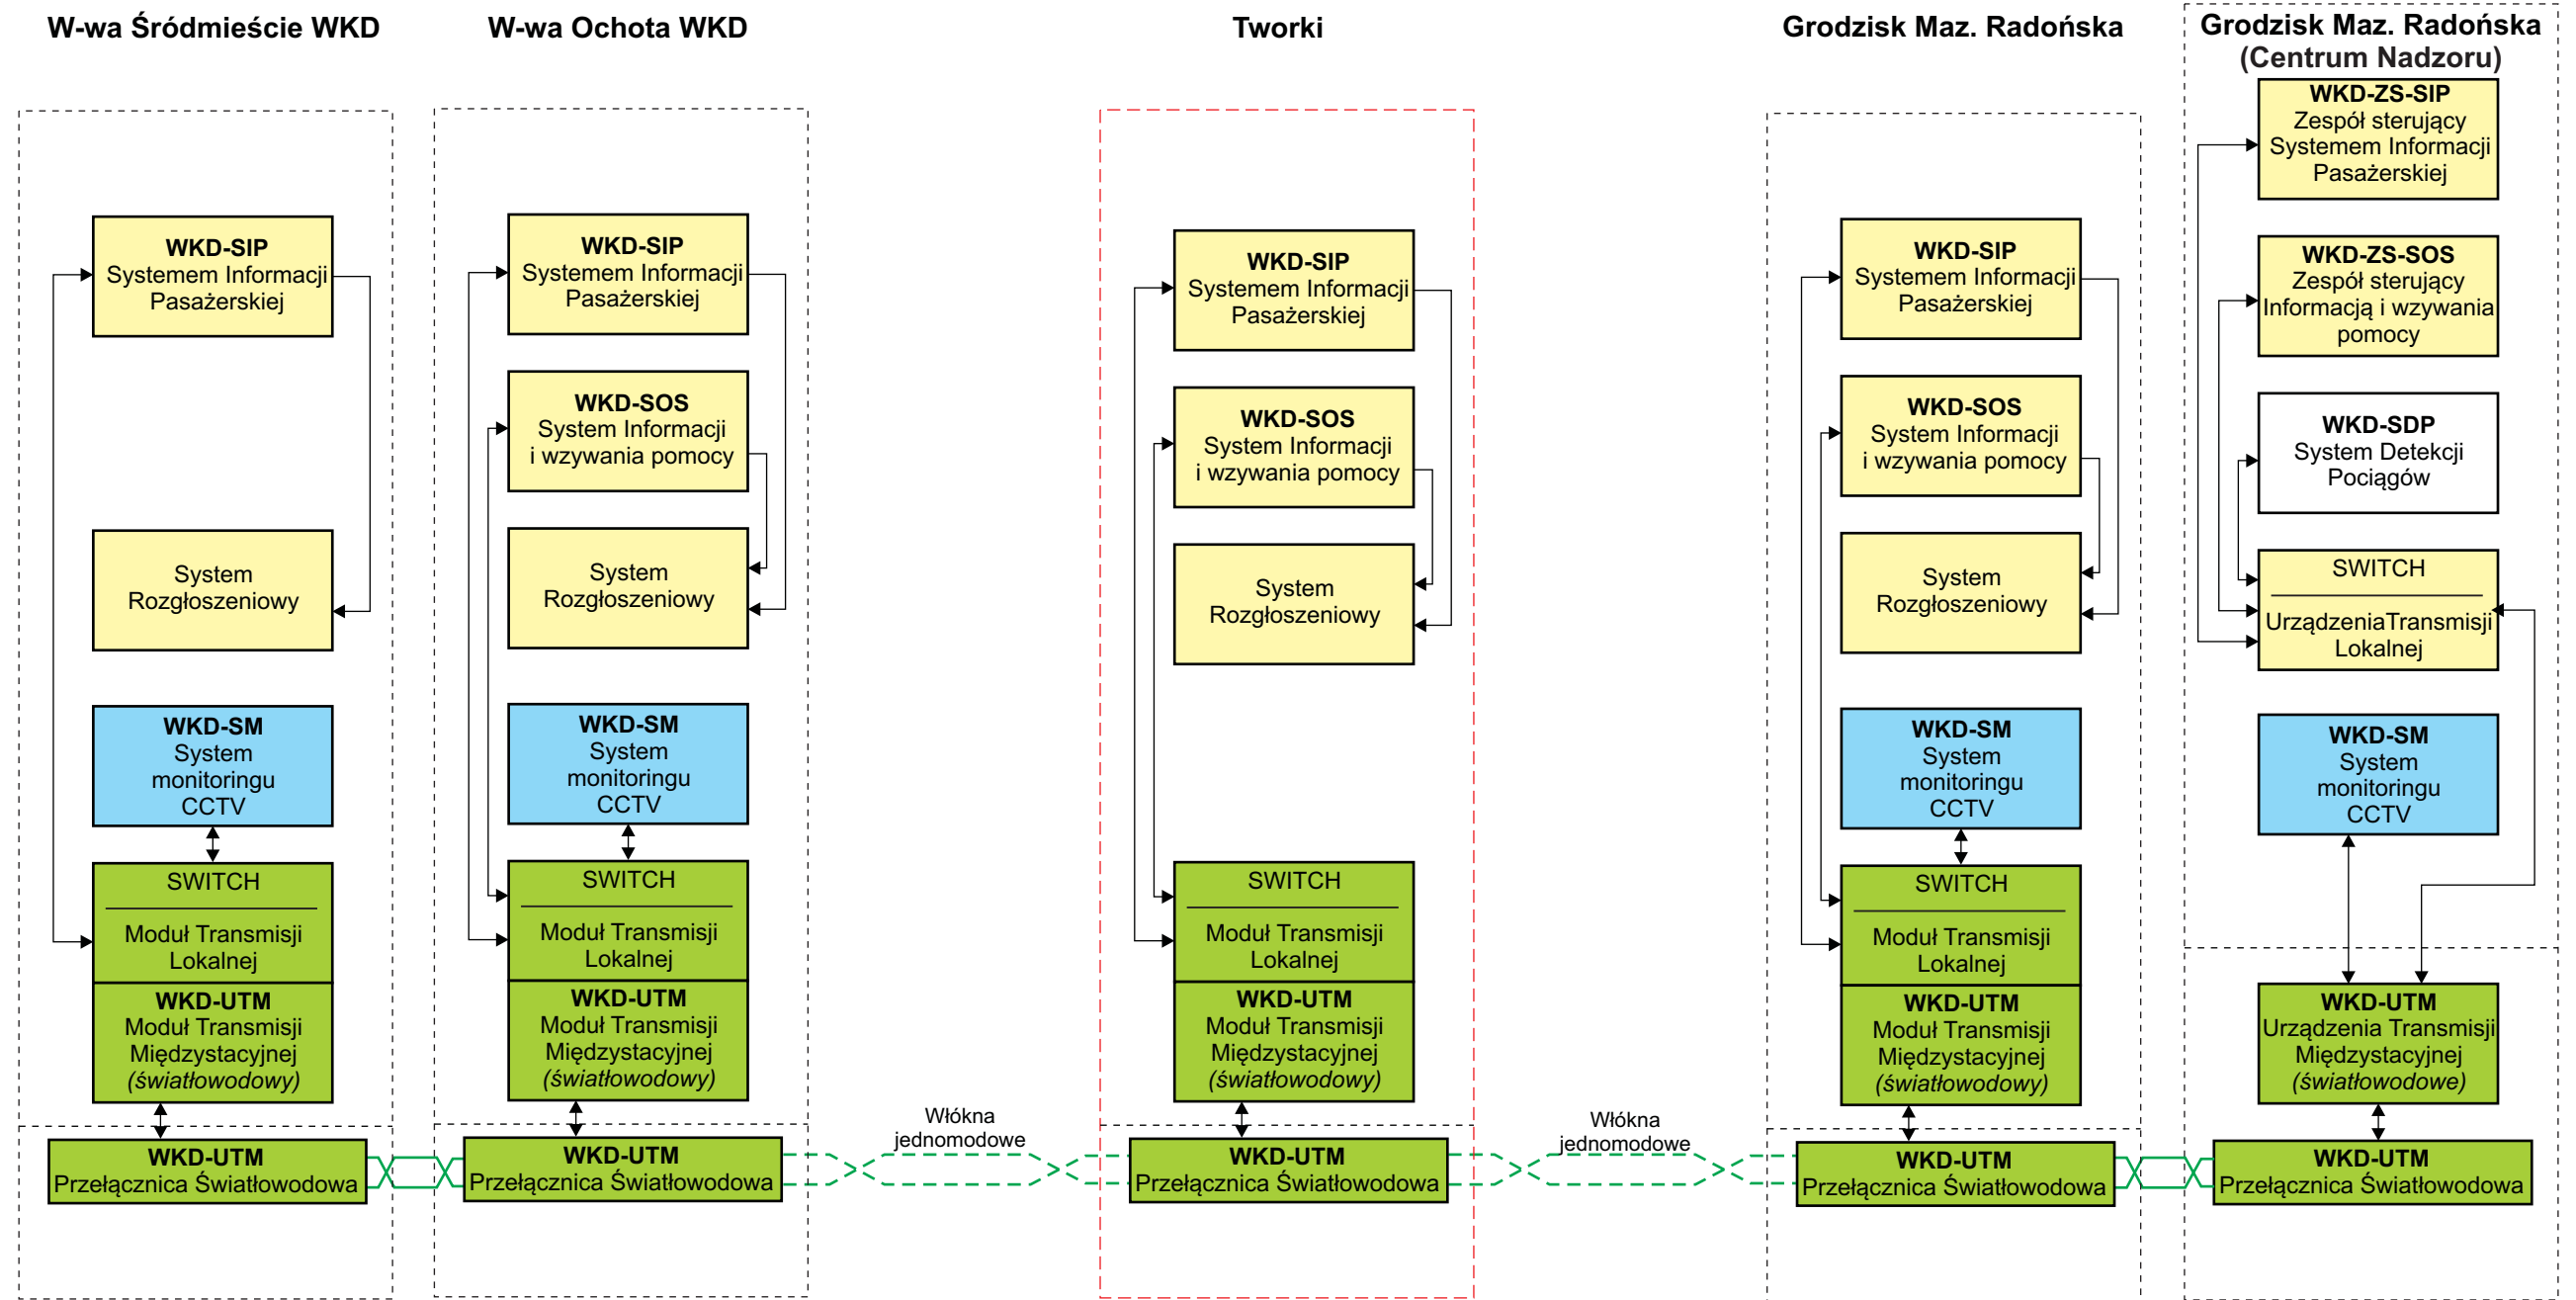 W-wa Śródmieście WKD
WKD-SIP
Systemem Informacji
Pasażerskiej
System
Rozgłoszeniowy
WKD-SM
System
monitoringu
CCTV
SWITCH
Moduł Transmisji
Lokalnej
WKD-UTM
Moduł Transmisji
Międzystacyjnej
(światłowodowy)
WKD-UTM
Przełącznica Światłowodowa
W-wa Ochota WKD
WKD-SIP
Systemem Informacji
Pasażerskiej
WKD-SOS
System Informacji
i wzywania pomocy
System
Rozgłoszeniowy
WKD-SM
System
monitoringu
CCTV
SWITCH
Moduł Transmisji
Lokalnej
WKD-UTM
Moduł Transmisji
Międzystacyjnej
(światłowodowy)
WKD-UTM
Przełącznica Światłowodowa
Włókna
jednomodowe
Tworki
WKD-SIP
Systemem Informacji
Pasażerskiej
WKD-SOS
System Informacji
i wzywania pomocy
System
Rozgłoszeniowy
SWITCH
Moduł Transmisji
Lokalnej
WKD-UTM
Moduł Transmisji
Międzystacyjnej
(światłowodowy)
WKD-UTM
Przełącznica Światłowodowa
Włókna
jednomodowe
Grodzisk Maz. Radońska
WKD-SIP
Systemem Informacji
Pasażerskiej
WKD-SOS
System Informacji
i wzywania pomocy
System
Rozgłoszeniowy
WKD-SM
System
monitoringu
CCTV
SWITCH
Moduł Transmisji
Lokalnej
WKD-UTM
Moduł Transmisji
Międzystacyjnej
(światłowodowy)
WKD-UTM
Przełącznica Światłowodowa
Grodzisk Maz. Radońska
(Centrum Nadzoru)
WKD-ZS-SIP
Zespół sterujący
Systemem Informacji
Pasażerskiej
WKD-ZS-SOS
Zespół sterujący
Informacją i wzywania
pomocy
WKD-SDP
System Detekcji
Pociągów
SWITCH
UrządzeniaTransmisji
Lokalnej
WKD-SM
System
monitoringu
CCTV
WKD-UTM
Urządzenia Transmisji
Międzystacyjnej
(światłowodowe)
WKD-UTM
Przełącznica Światłowodowa